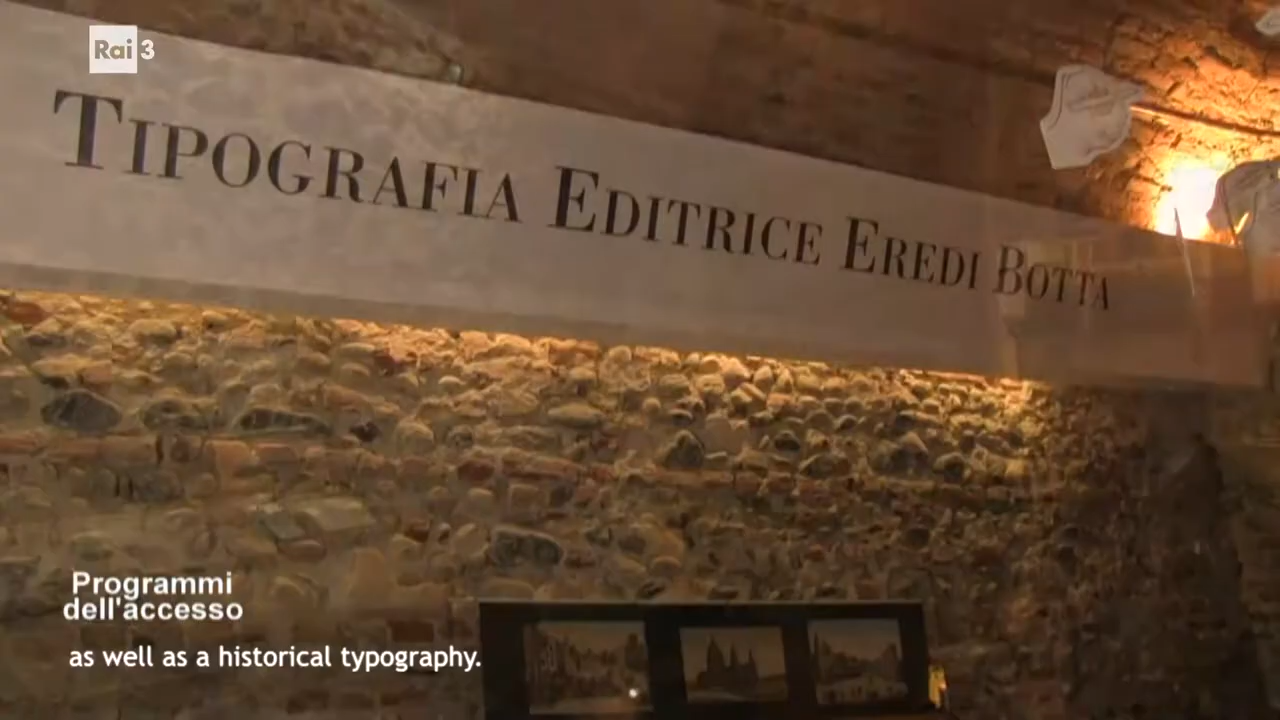 Rai 3
TIPOGRAFIA EDITRICE EREDI BOTTA
Programmi
dell'accesso
as well as a historical typography.